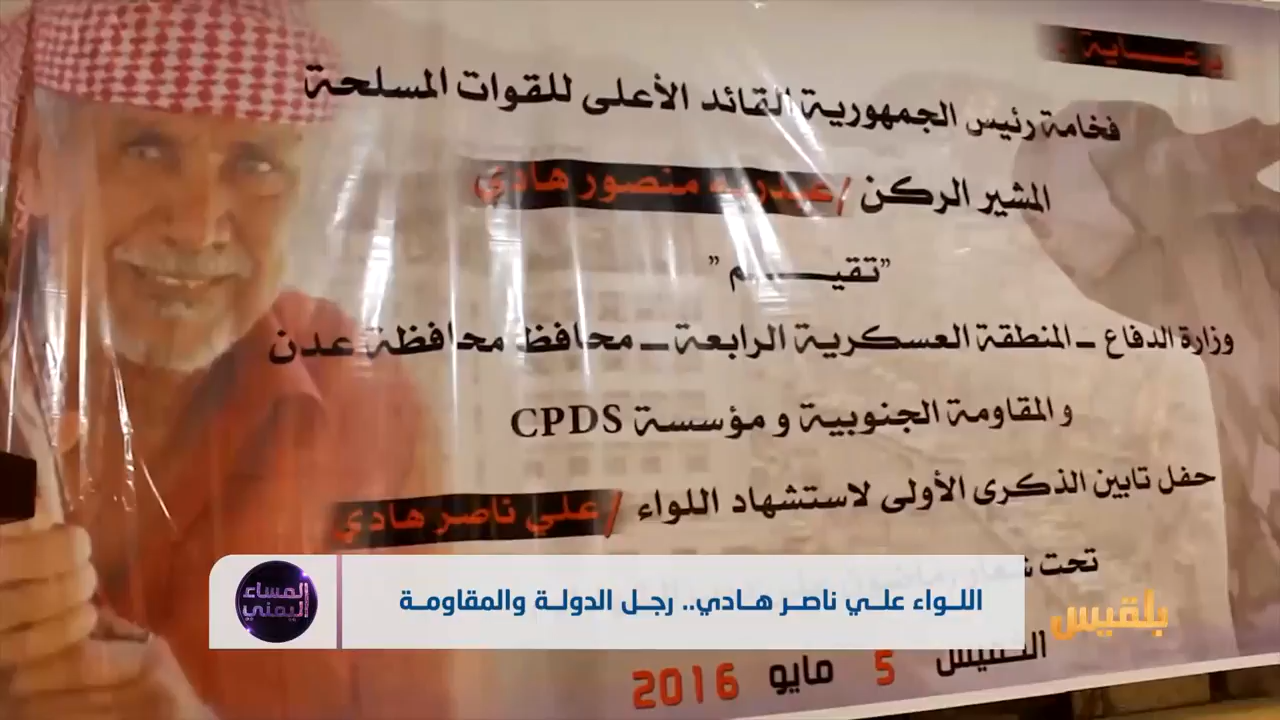 برعاية
فخامة رئيس الجمهورية القائد الأعلى للقوات المسلحة
المشير الركن / عبدربه منصور هادي
”تقيـــــم”
وزارة الدفاع - المنطقة العسكرية الرابعة - محافظ محافظة عدن
والمقاومة الجنوبية و مؤسسة CPDS
حفل تابين الذكرى الأولى لاستشهاد اللواء / علي ناصر هادي
تحت
اللواء علي ناصر هادي.. رجل الدولة والمقاومة
المساء اليمني
بلقيس
الخميس 5 مايو 2016